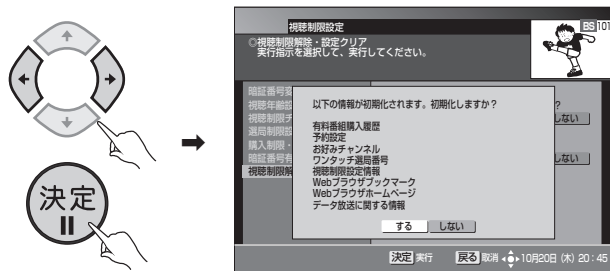 決定
視聴制限設定
BS 101
◎視聴制限解除・設定クリア
実行指示を選択して、実行してください。
暗証番号変
視聴年齢設
視聴制限チ
選局制限設
購入制限・
暗証番号有
視聴制限解
?
しない
しない
以下の情報が初期化されます。初期化しますか？
有料番組購入履歴
予約設定
お好みチャンネル
ワンタッチ選局番号
視聴制限設定情報
Webブラウザブックマーク
Webブラウザホームページ
データ放送に関する情報
する しない
決定 実行 戻る 取消 10月20日 (木) 20:45